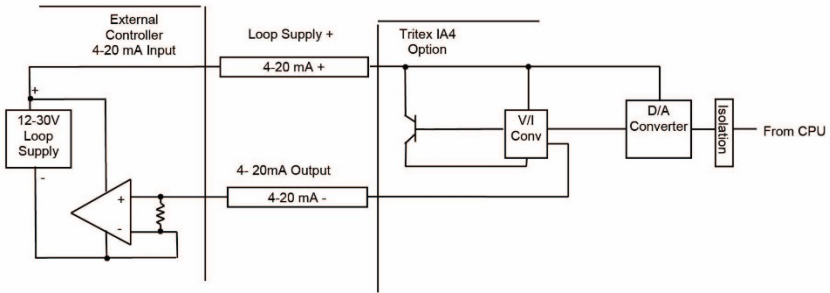 External
Controller
4-20 mA Input
Loop Supply +
Tritex IA4
Option
4-20 mA +
+
12-30V
Loop
Supply
-
V/I
Conv
D/A
Converter
Isolation
From CPU
4- 20mA Output
4-20 mA -
+
-